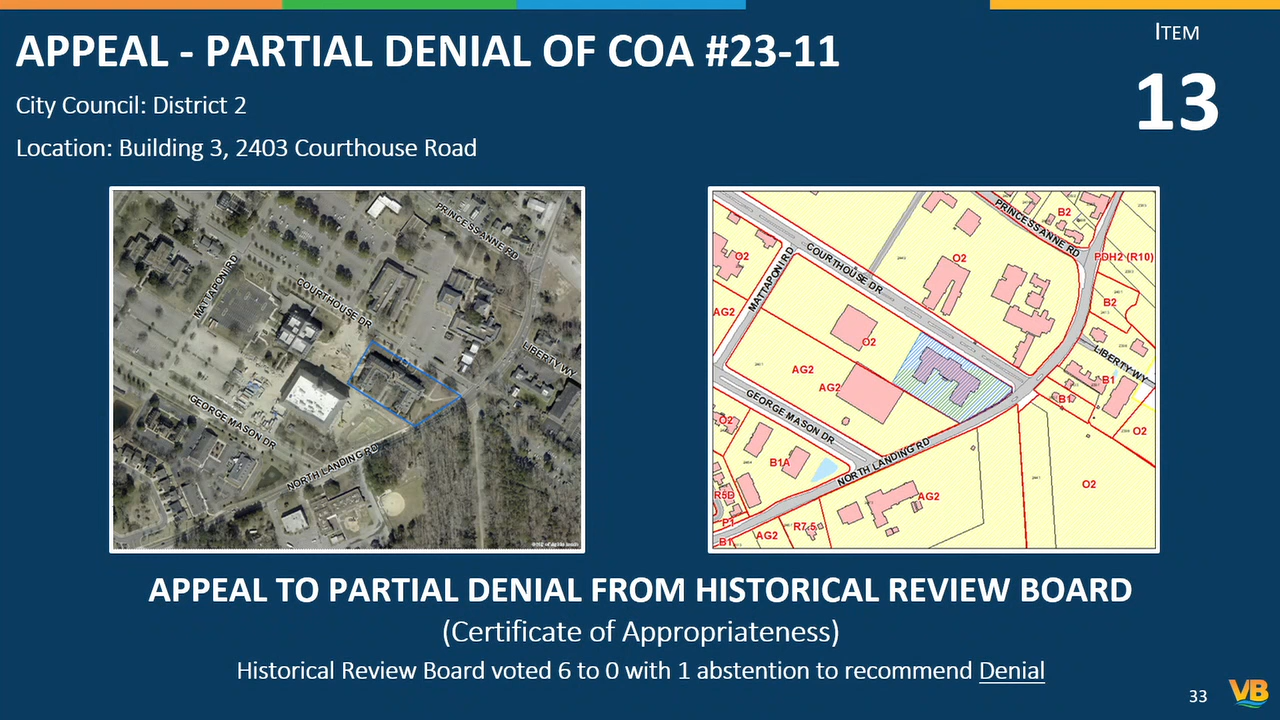 APPEAL - PARTIAL DENIAL OF COA #23-11
City Council: District 2
Location: Building 3, 2403 Courthouse Road
ITEM
13
PRINCESS ANNE RD
MATTAPONI RD
COURTHOUSE DR
LIBERTY WY
GEORGE MASON DR
NORTH LANDING RD
B2
PRINCESS ANNE RD
O2
COURTHOUSE DR
O2
PDH2 (R10)
MATTAPONI RD
B2
AG2
O2
LIBERTY WY
AG2
AG2
B1
B1
GEORGE MASON DR
O2
O2
NORTH LANDING RD
B1A
O2
R5D
AG2
P1
R7.5
AG2
B1
APPEAL TO PARTIAL DENIAL FROM HISTORICAL REVIEW BOARD
(Certificate of Appropriateness)
Historical Review Board voted 6 to 0 with 1 abstention to recommend Denial
33
VB